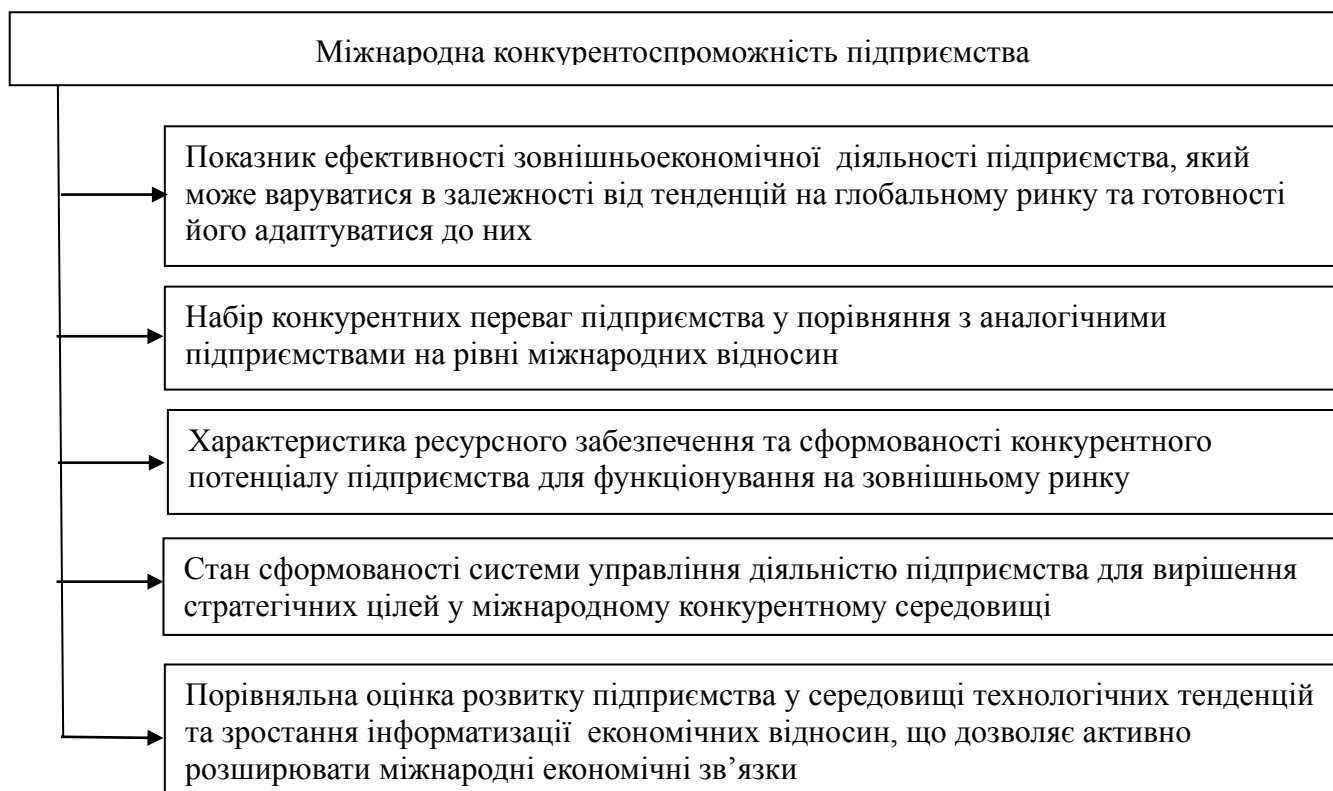 Міжнародна конкурентоспроможність підприємства
Показник ефективності зовнішньоекономічної діяльності підприємства, який
може варуватися в залежності від тенденцій на глобальному ринку та готовності
його адаптуватися до них
Набір конкурентних переваг підприємства у порівняння з аналогічними
підприємствами на рівні міжнародних відносин
Характеристика ресурсного забезпечення та сформованості конкурентного
потенціалу підприємства для функціонування на зовнішньому ринку
Стан сформованості системи управління діяльністю підприємства для вирішення
стратегічних цілей у міжнародному конкурентному середовищі
Порівняльна оцінка розвитку підприємства у середовищі технологічних тенденцій
та зростання інформатизації економічних відносин, що дозволяє активно
розширювати міжнародні економічні зв’язки